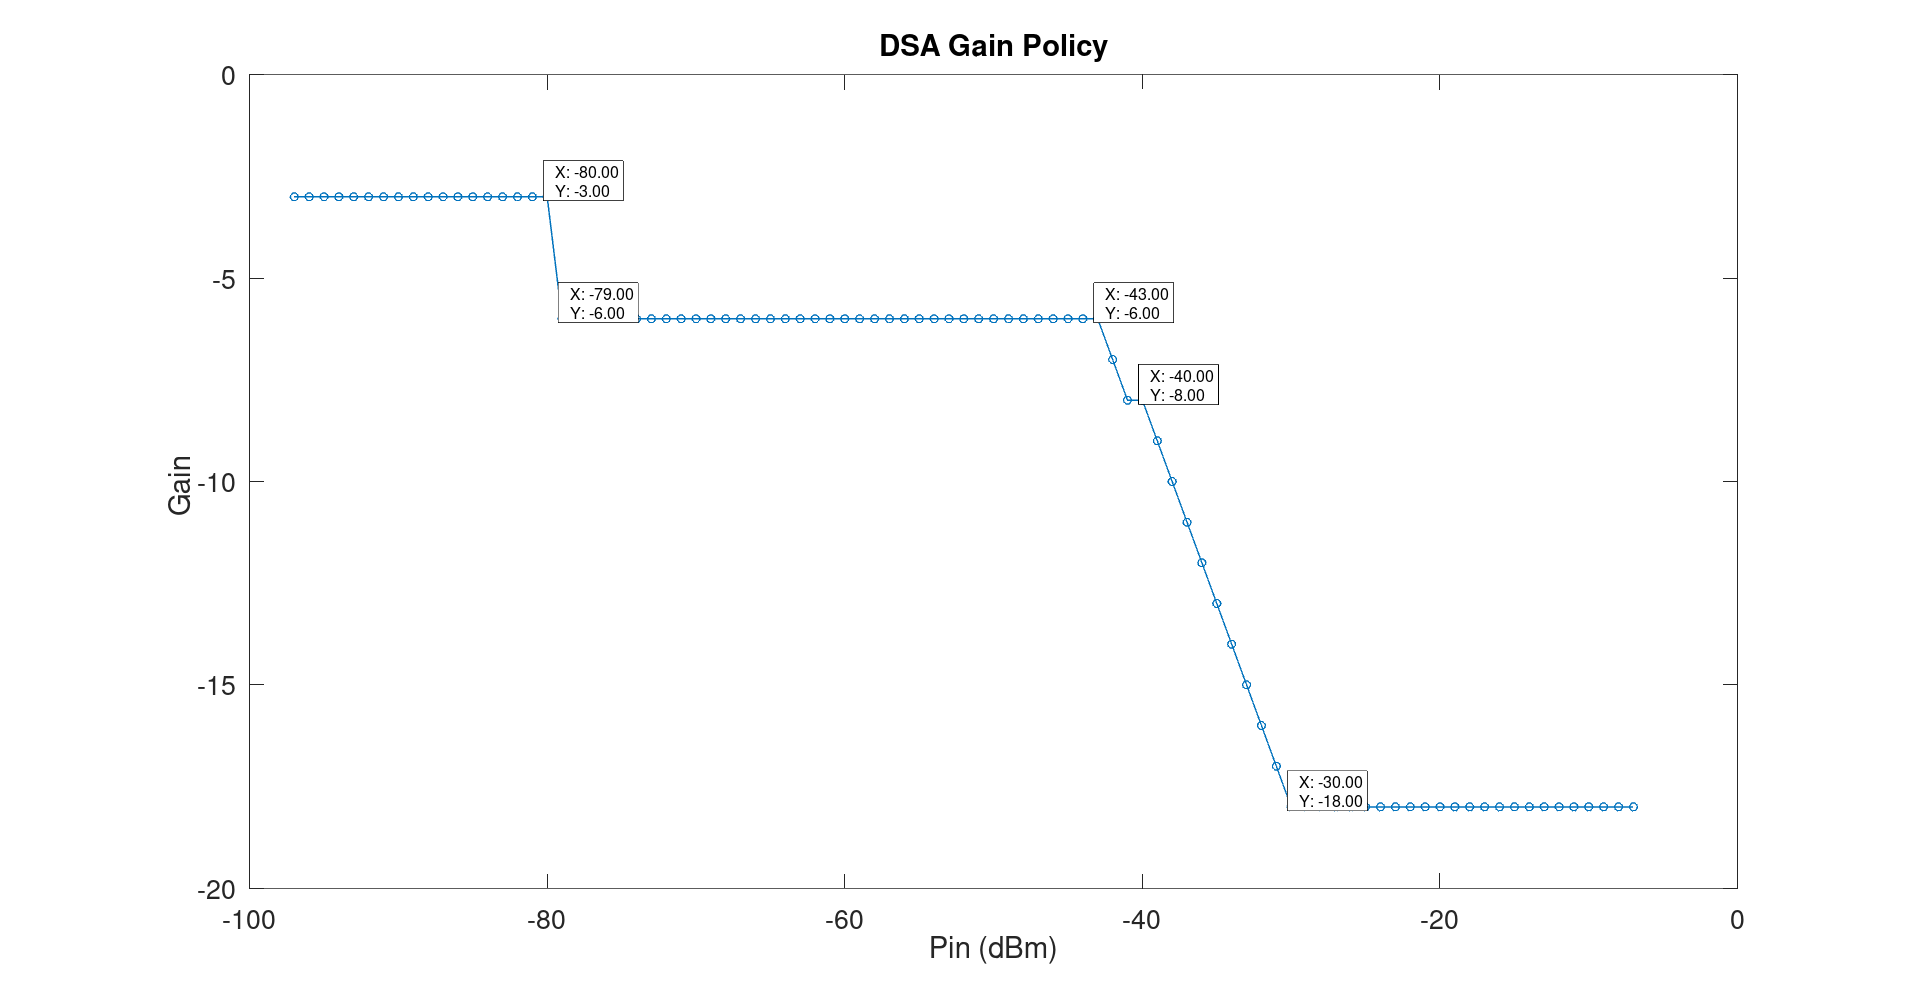 DSA Gain Policy
0
X: -80.00
Y: -3.00
-5
X: -79.00
Y: -6.00
X: -43.00
Y: -6.00
X: -40.00
Y: -8.00
Gain
-10
-15
X: -30.00
Y: -18.00
-20
-100 -80 -60 -40 -20 0
Pin (dBm)